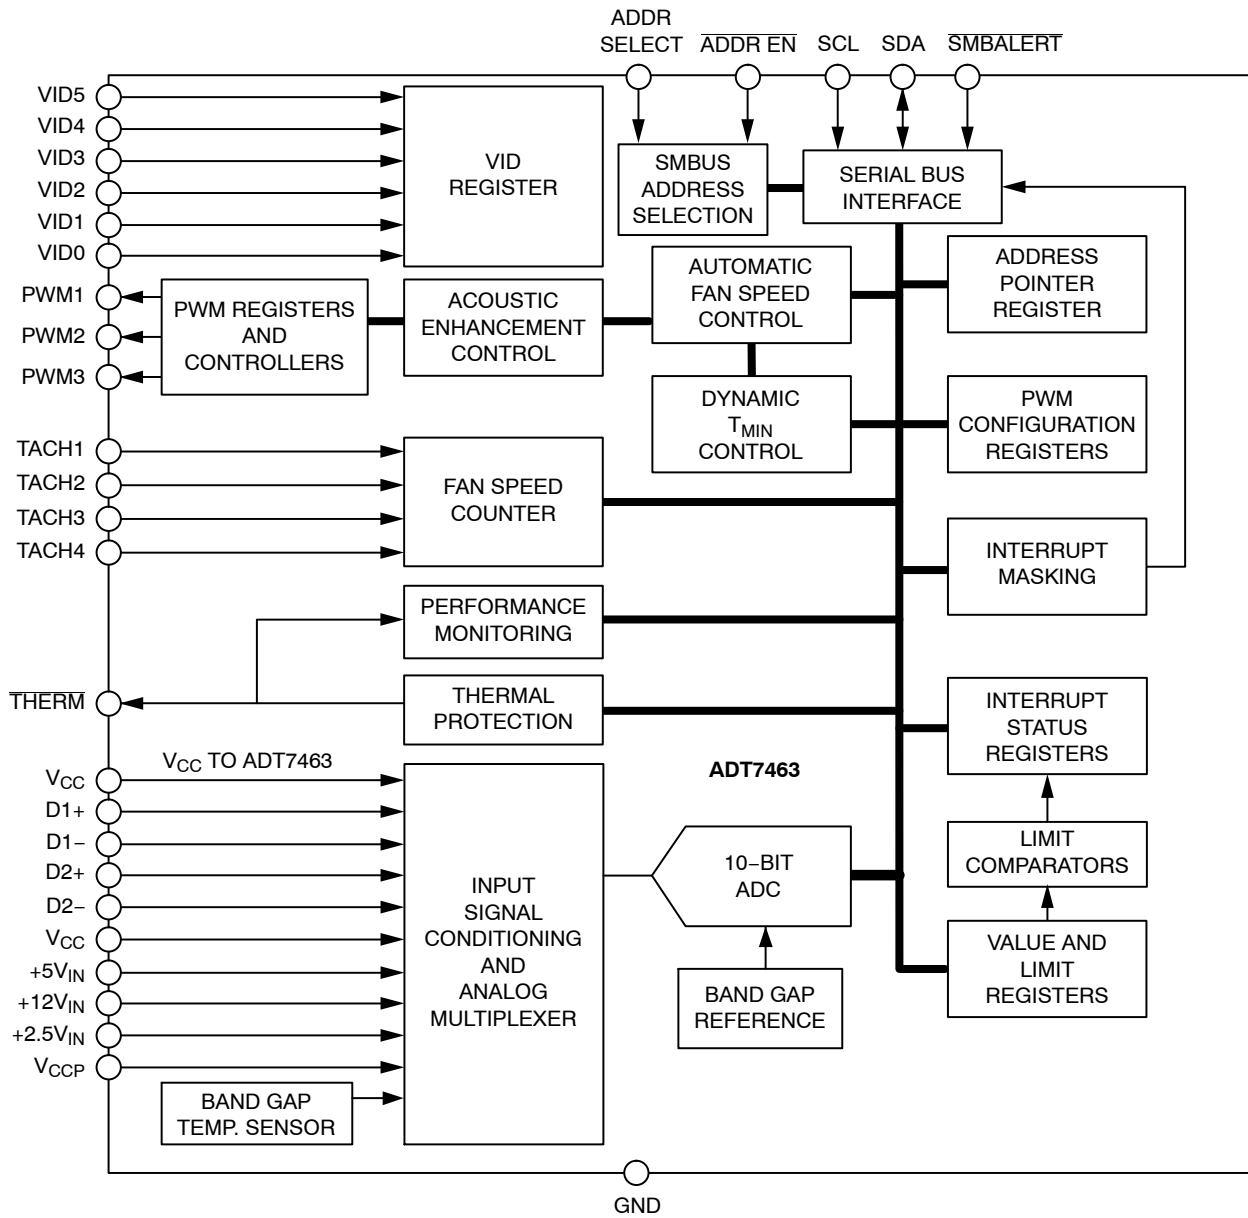 ADDR
SELECT
ADDR EN
SCL
SDA
SMBALERT
VID5
VID4
VID3
VID2
VID1
VID0
VID
REGISTER
SMBUS
ADDRESS
SELECTION
SERIAL BUS
INTERFACE
PWM1
PWM2
PWM3
PWM REGISTERS
AND
CONTROLLERS
ACOUSTIC
ENHANCEMENT
CONTROL
AUTOMATIC
FAN SPEED
CONTROL
ADDRESS
POINTER
REGISTER
DYNAMIC
TMIN
CONTROL
PWM
CONFIGURATION
REGISTERS
TACH1
TACH2
TACH3
TACH4
FAN SPEED
COUNTER
INTERRUPT
MASKING
PERFORMANCE
MONITORING
THERM
THERMAL
PROTECTION
INTERRUPT
STATUS
REGISTERS
VCC TO ADT7463
ADT7463
VCC
D1+
D1−
D2+
D2−
VCC
+5VIN
+12VIN
+2.5VIN
VCCP
INPUT
SIGNAL
CONDITIONING
AND
ANALOG
MULTIPLEXER
10−BIT
ADC
LIMIT
COMPARATORS
VALUE AND
LIMIT
REGISTERS
BAND GAP
REFERENCE
BAND GAP
TEMP. SENSOR
GND